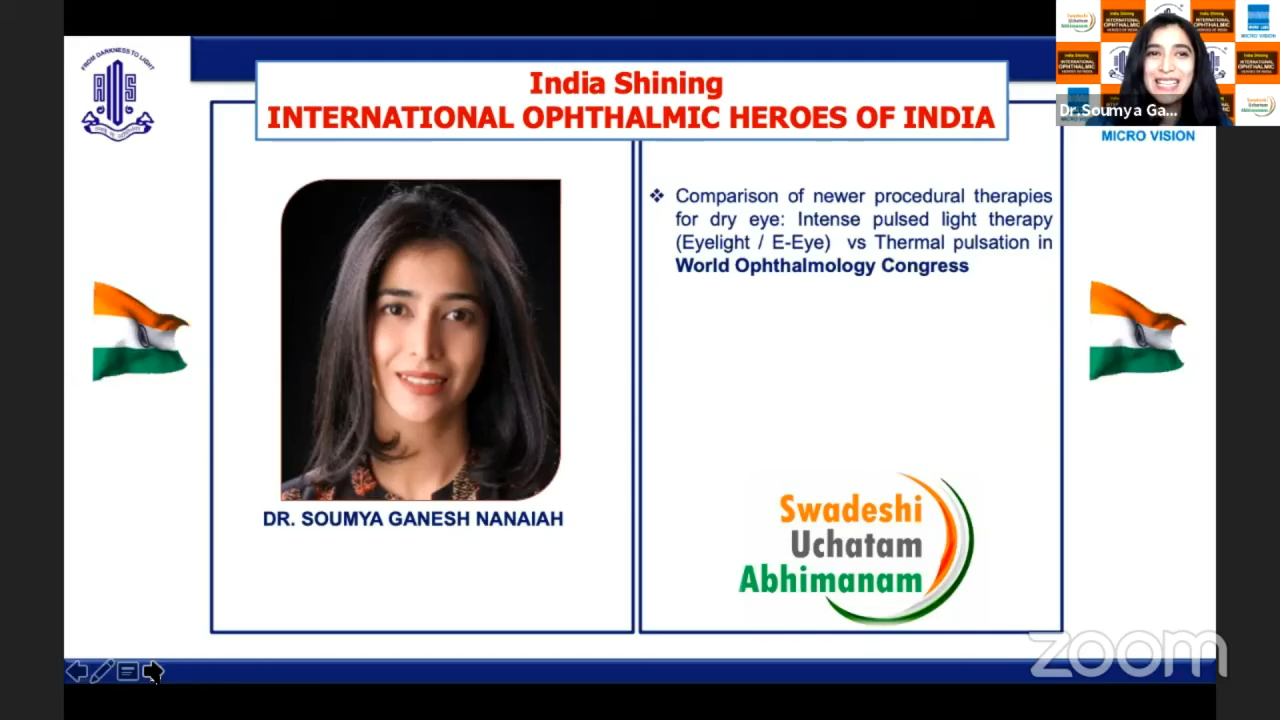 FROM DARKNESS TO LIGHT
AIOS
India Shining
INTERNATIONAL OPHTHALMIC HEROES OF INDIA
Dr.Soumya Ga...
MICRO VISION
❖ Comparison of newer procedural therapies
for dry eye: Intense pulsed light therapy
(Eyelight / E-Eye) vs Thermal pulsation in
World Ophthalmology Congress
DR. SOUMYA GANESH NANAIAH
Swadeshi
Uchatam
Abhimanam
zoom